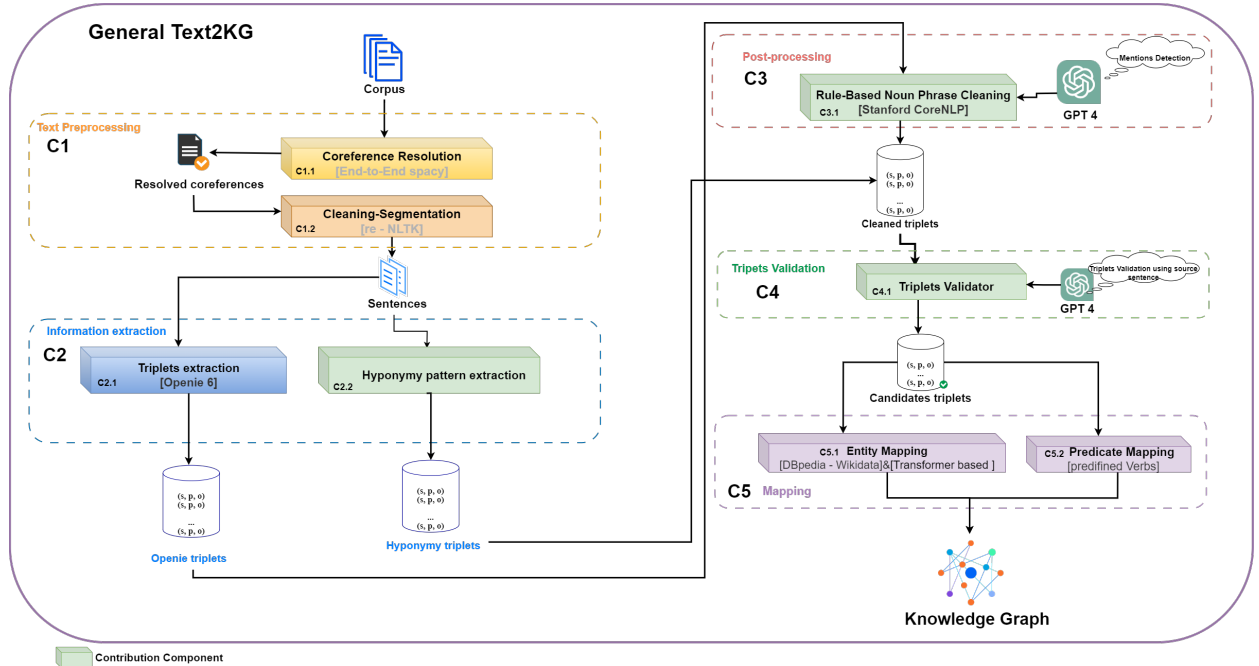 General Text2KG
Corpus
Text Preprocessing
C1
Coreference Resolution
[End-to-End spacy]
C1.1
Resolved coreferences
Cleaning-Segmentation
[re - NLTK]
C1.2
Sentences
Information extraction
C2
Triplets extraction
[Openie 6]
C2.1
Hyponymy pattern extraction
C2.2
(s, p, o)
(s, p, o)
...
(s, p, o)
Openie triplets
(s, p, o)
(s, p, o)
...
(s, p, o)
Hyponymy triplets
Post-processing
C3
Rule-Based Noun Phrase Cleaning
[Stanford CoreNLP]
C3.1
Mentions Detection
GPT 4
(s, p, o)
(s, p, o)
...
(s, p, o)
Cleaned triplets
Tripets Validation
C4
C4.1 Triplets Validator
Triplets Validation using source
sentence
GPT 4
(s, p, o)
...
(s, p, o)
Candidates triplets
C5.1 Entity Mapping
[DBpedia - Wikidata]&[Transformer based ]
C5.2 Predicate Mapping
[predifined Verbs]
C5 Mapping
Knowledge Graph
Contribution Component